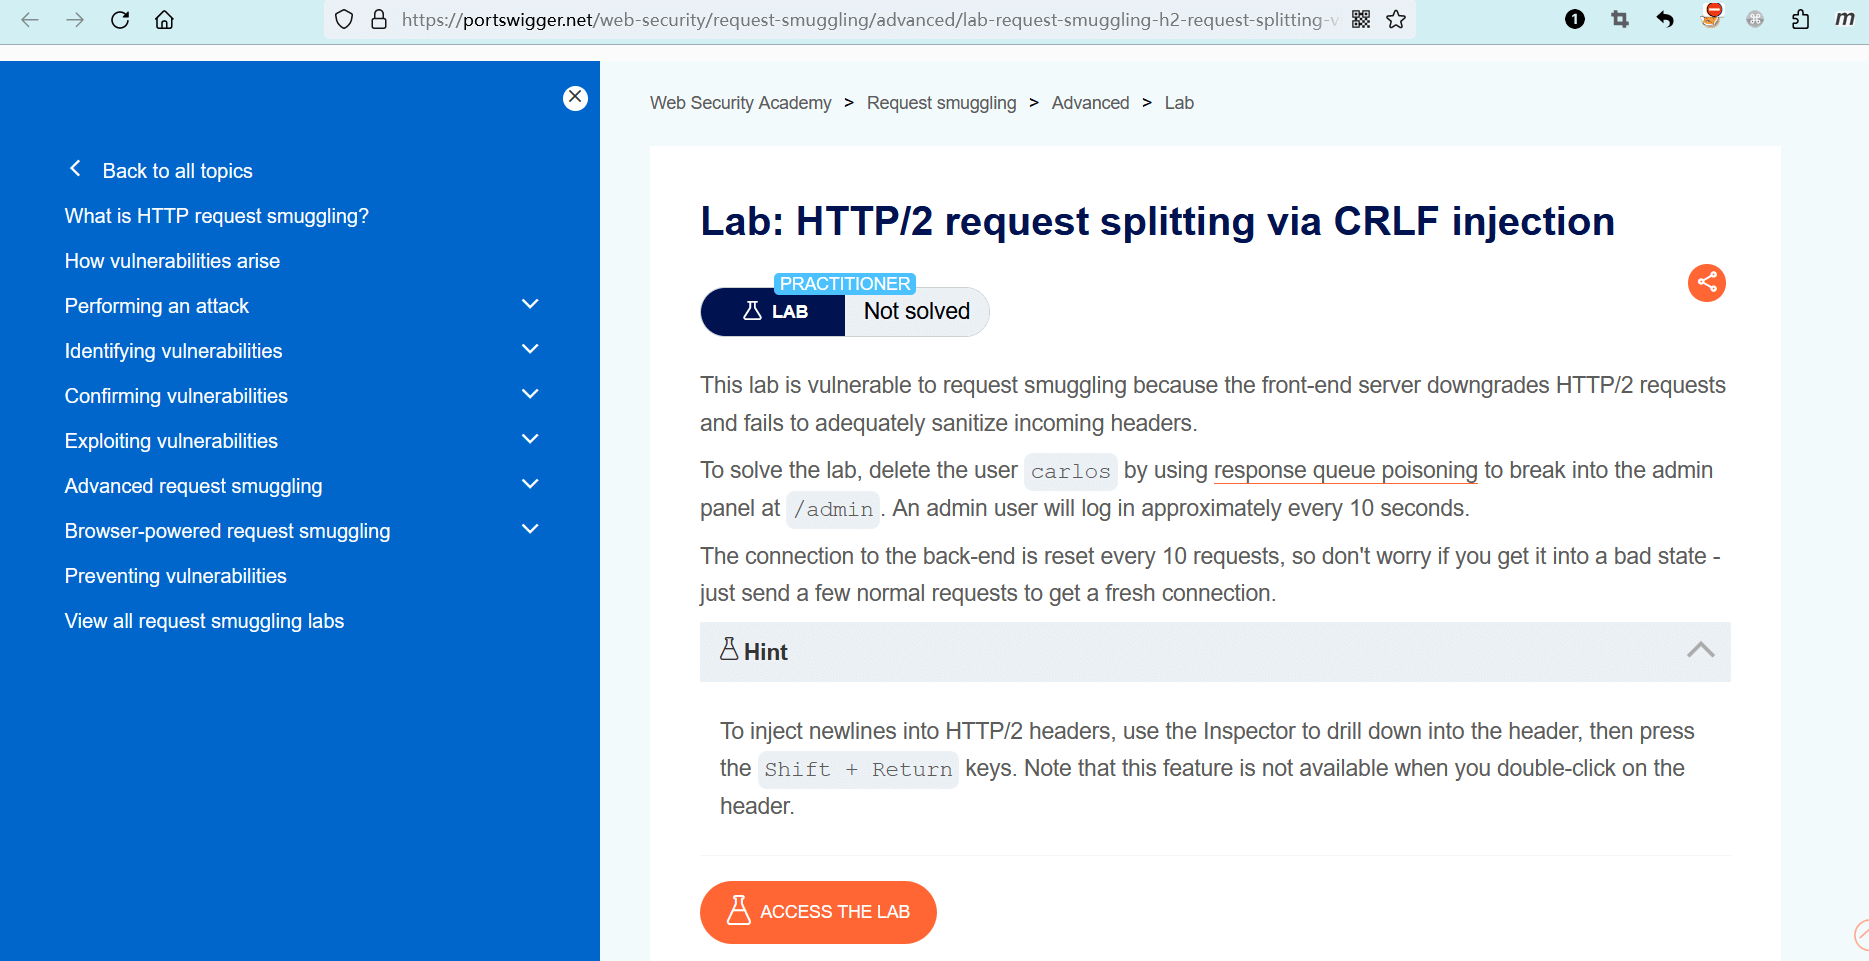 https://portswigger.net/web-security/request-smuggling/advanced/lab-request-smuggling-h2-request-splitting-v
1
m
Web Security Academy > Request smuggling > Advanced > Lab
Back to all topics
What is HTTP request smuggling?
How vulnerabilities arise
Performing an attack
Identifying vulnerabilities
Confirming vulnerabilities
Exploiting vulnerabilities
Advanced request smuggling
Browser-powered request smuggling
Preventing vulnerabilities
View all request smuggling labs
Lab: HTTP/2 request splitting via CRLF injection
PRACTITIONER
LAB Not solved
This lab is vulnerable to request smuggling because the front-end server downgrades HTTP/2 requests
and fails to adequately sanitize incoming headers.
To solve the lab, delete the user carlos by using response queue poisoning to break into the admin
panel at /admin. An admin user will log in approximately every 10 seconds.
The connection to the back-end is reset every 10 requests, so don't worry if you get it into a bad state -
just send a few normal requests to get a fresh connection.
Hint
To inject newlines into HTTP/2 headers, use the Inspector to drill down into the header, then press
the Shift + Return keys. Note that this feature is not available when you double-click on the
header.
ACCESS THE LAB